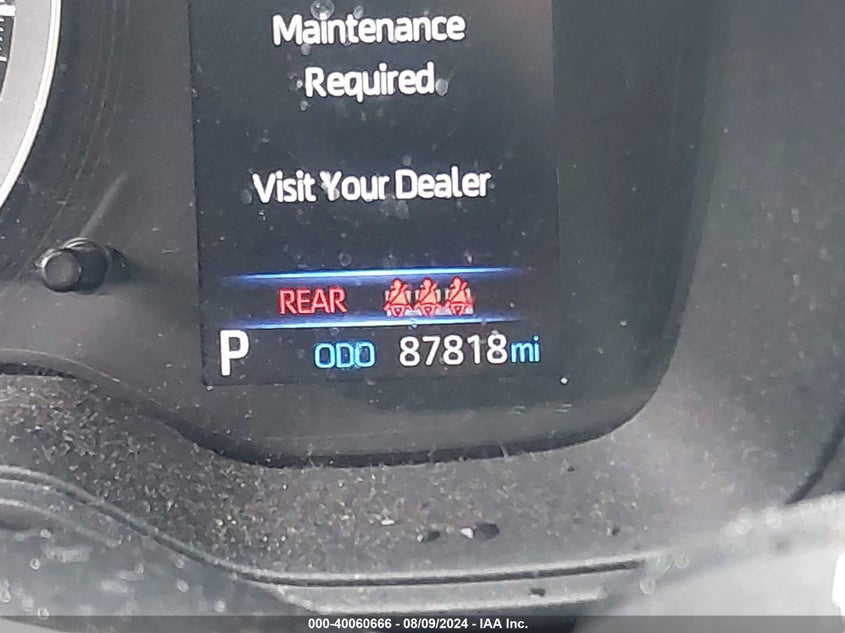 Maintenance
Required
Visit Your Dealer
REAR
P ODO 87818 mi
000-40060666 - 08/09/2024 - IAA Inc.